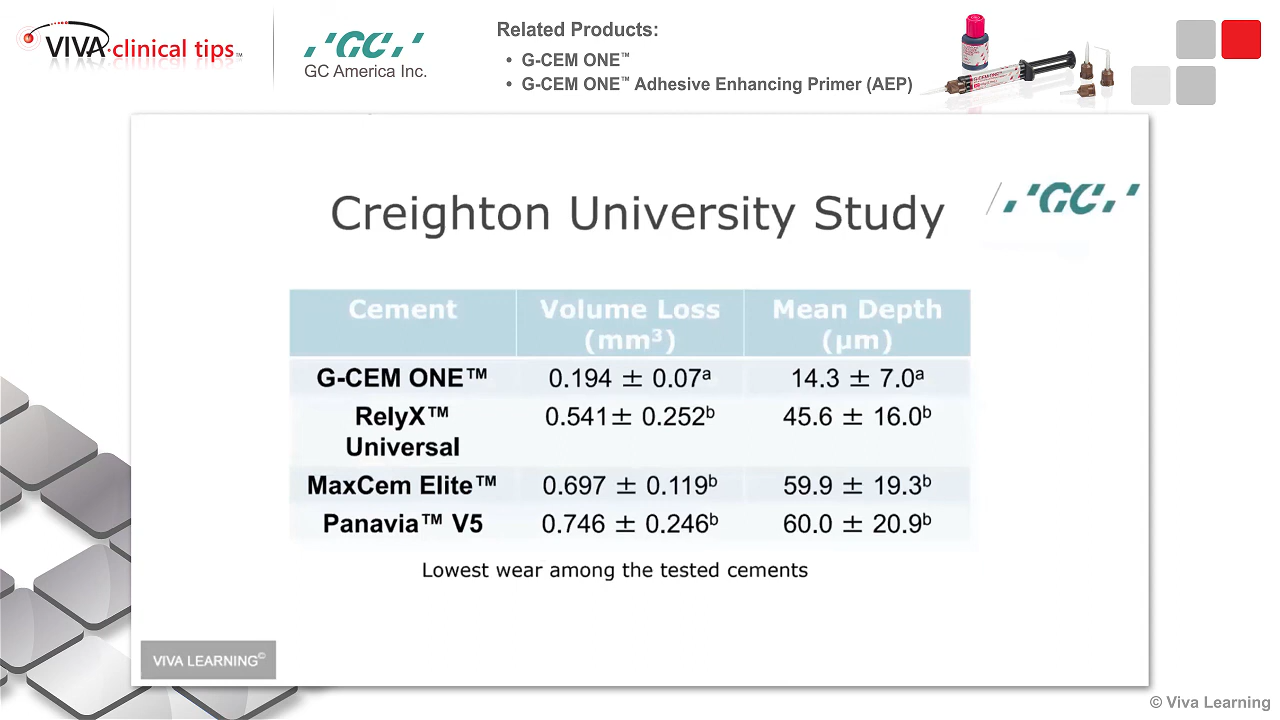 VIVA clinical tips™
GC
GC America Inc.
Related Products:
• G-CEM ONE™
• G-CEM ONE™ Adhesive Enhancing Primer (AEP)
Creighton University Study
GC
Cement Volume Loss (mm³) Mean Depth (µm)
G-CEM ONE™ 0.194 ± 0.07ᵃ 14.3 ± 7.0ᵃ
RelyX™ Universal 0.541± 0.252ᵇ 45.6 ± 16.0ᵇ
MaxCem Elite™ 0.697 ± 0.119ᵇ 59.9 ± 19.3ᵇ
Panavia™ V5 0.746 ± 0.246ᵇ 60.0 ± 20.9ᵇ
Lowest wear among the tested cements
VIVA LEARNING©
© Viva Learning